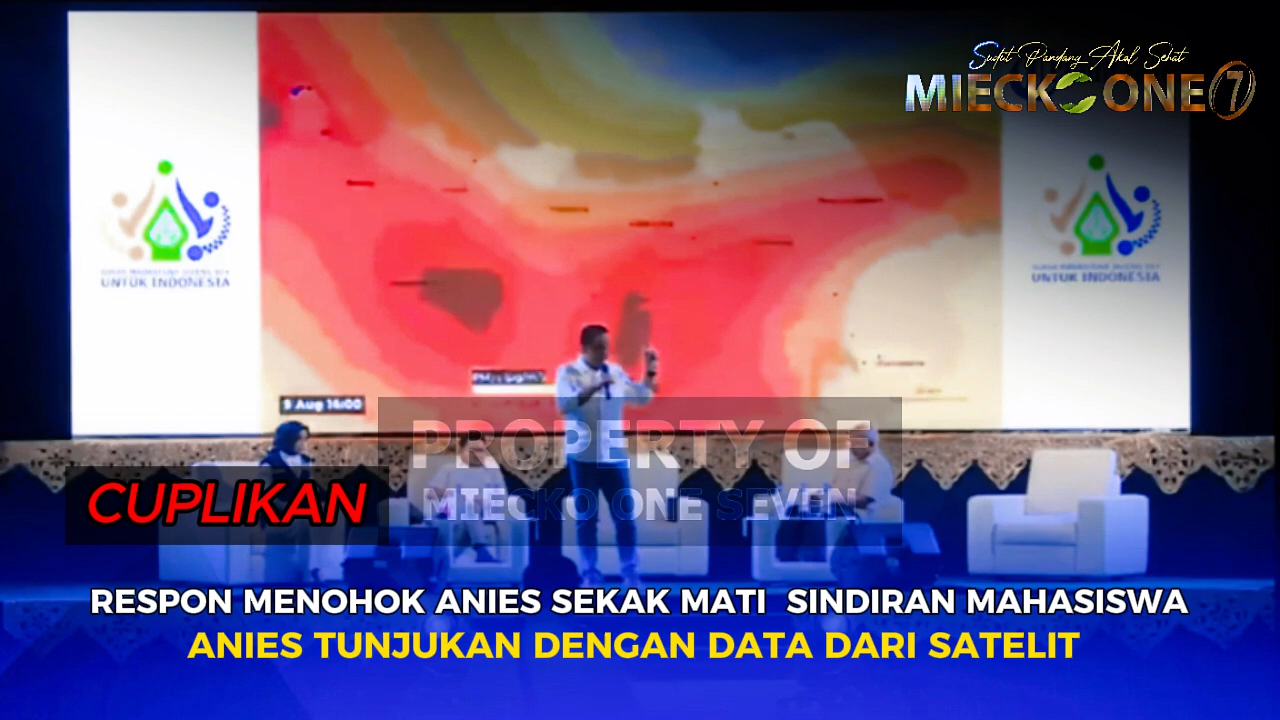 Sudut Pandang Akal Sehat
MIECKO ONE 7
UNTUK INDONESIA
UNTUK INDONESIA
5 Aug 16:00
PROPERTY OF
MIECKO ONE SEVEN
CUPLIKAN
RESPON MENOHOK ANIES SEKAK MATI SINDIRAN MAHASISWA
ANIES TUNJUKAN DENGAN DATA DARI SATELIT